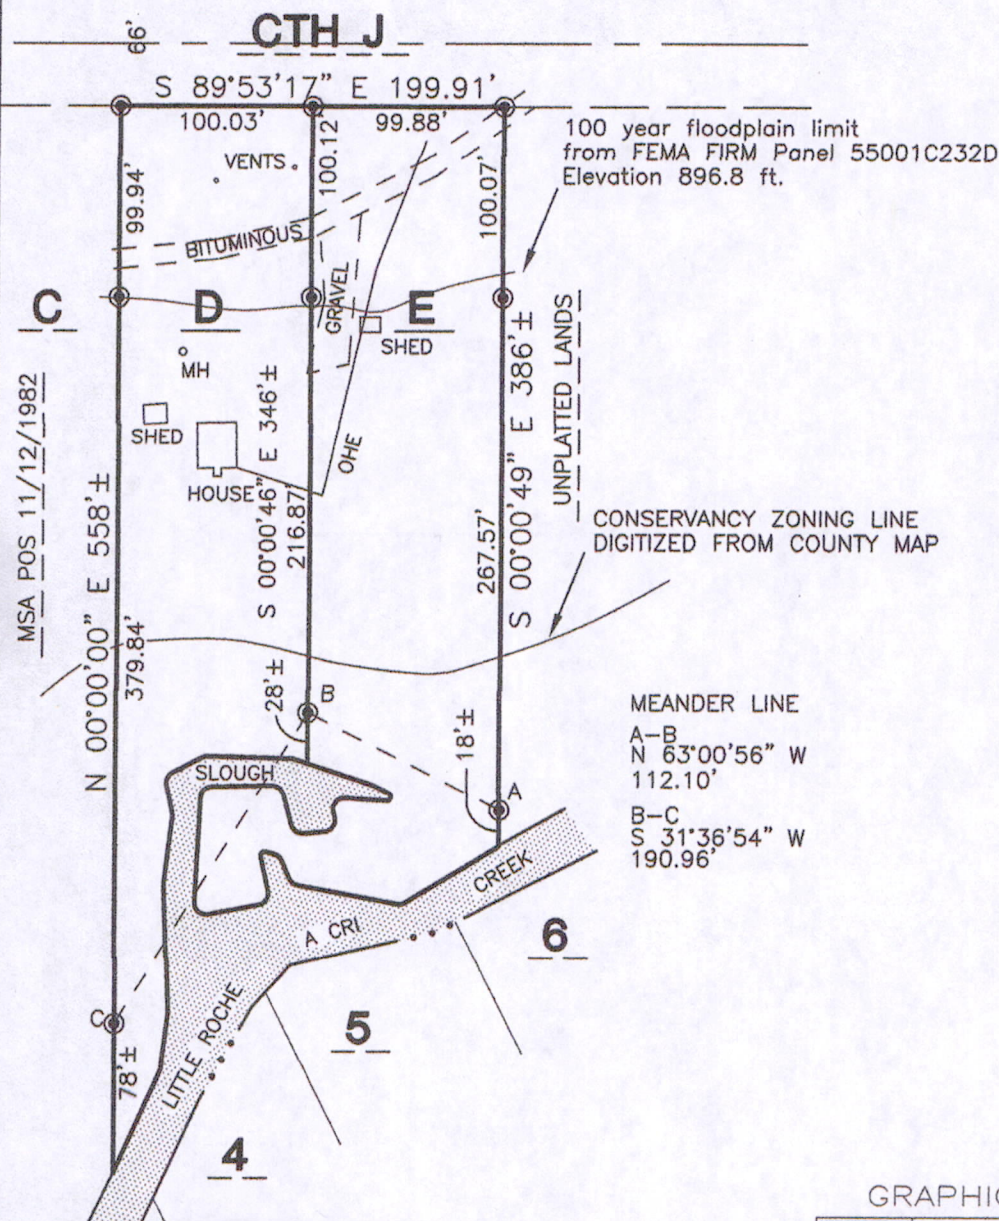 66'
CTH J
S 89°53'17" E 199.91'
100.03'
99.88'
VENTS
100.12
99.94'
100.07'
100 year floodplain limit
from FEMA FIRM Panel 55001C232D
Elevation 896.8 ft.
BITUMINOUS
GRAVEL
C
D
E
SHED
MH
SHED
HOUSE
OHE
UNPLATTED LANDS
MSA POS 11/12/1982
N 00°00'00" E 558'±
379.84'
S 00°00'46" E 346'±
216.87'
S 00°00'49" E 386'±
267.57'
CONSERVANCY ZONING LINE
DIGITIZED FROM COUNTY MAP
28'±
B
18'±
A
MEANDER LINE
A-B
N 63°00'56" W
112.10'
B-C
S 31°36'54" W
190.96'
SLOUGH
LITTLE ROCHE
A CRI
CREEK
C
78'±
6
5
4
GRAPHIC